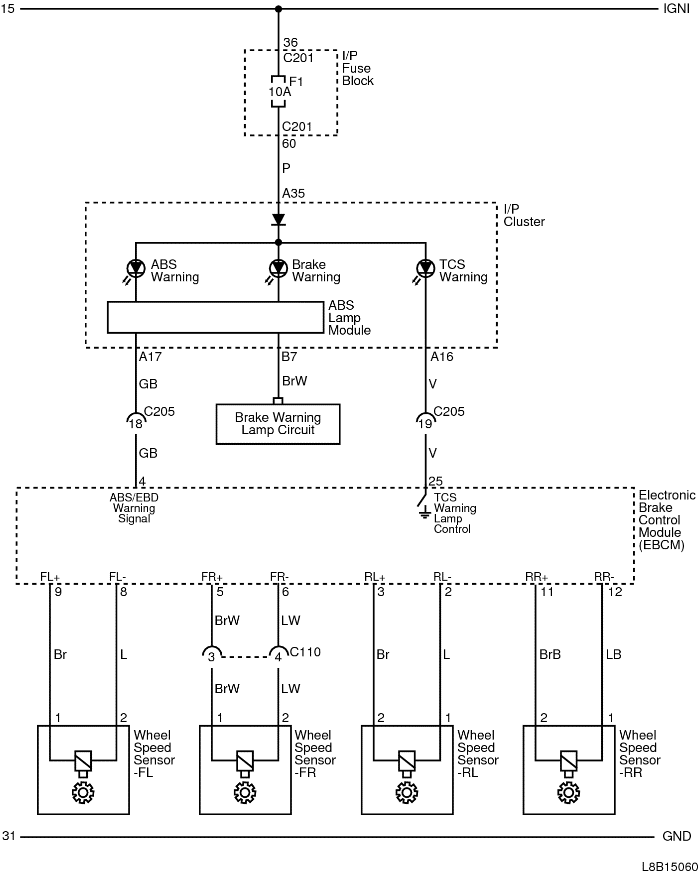 15
IGNI
36
C201
I/P
Fuse
Block
F1
10A
C201
60
P
A35
I/P
Cluster
ABS
Warning
Brake
Warning
TCS
Warning
ABS
Lamp
Module
A17
B7
A16
GB
BrW
V
C205
18
Brake Warning
Lamp Circuit
C205
19
GB
V
4
25
ABS/EBD
Warning
Signal
TCS
Warning
Lamp
Control
Electronic
Brake
Control
Module
(EBCM)
FL+
FL-
FR+
FR-
RL+
RL-
RR+
RR-
9
8
5
6
3
2
11
12
BrW
LW
Br
L
3
4
C110
Br
L
BrB
LB
BrW
LW
1
2
1
2
2
1
2
1
Wheel
Speed
Sensor
-FL
Wheel
Speed
Sensor
-FR
Wheel
Speed
Sensor
-RL
Wheel
Speed
Sensor
-RR
31
GND
L8B15060